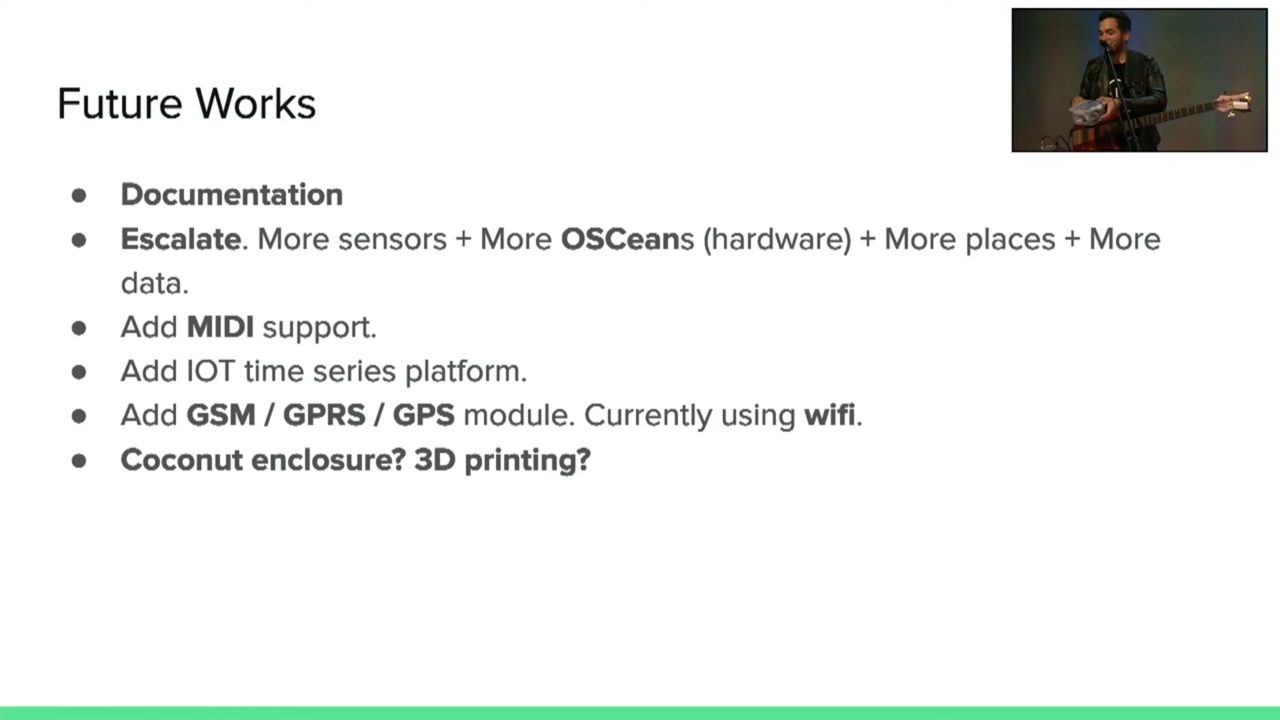 Future Works
● Documentation
● Escalate. More sensors + More OSCeans (hardware) + More places + More
data.
● Add MIDI support.
● Add IOT time series platform.
● Add GSM / GPRS / GPS module. Currently using wifi.
● Coconut enclosure? 3D printing?